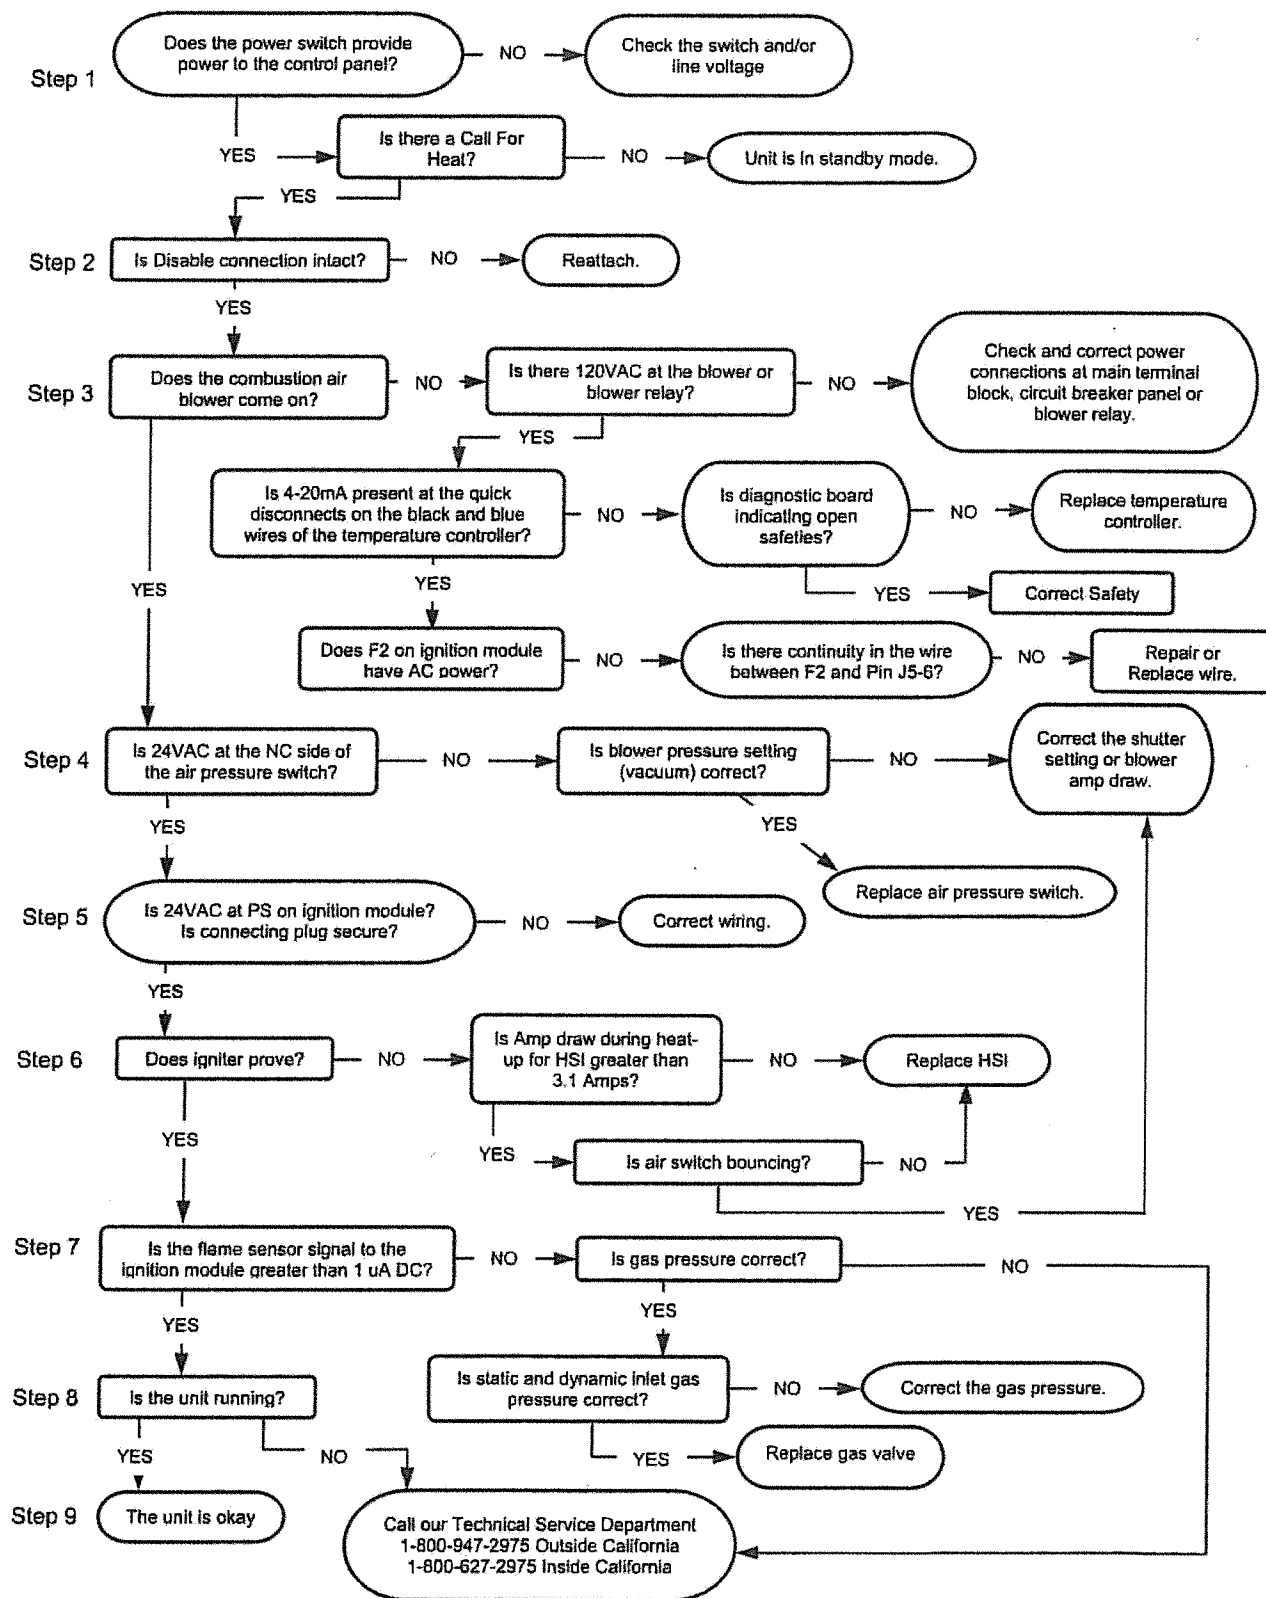 Does the power switch provide
power to the control panel?
NO
Check the switch and/or
line voltage
Step 1
YES
Is there a Call For
Heat?
NO
Unit is in standby mode.
YES
Step 2
Is Disable connection intact?
NO
Reattach.
YES
Step 3
Does the combustion air
blower come on?
NO
Is there 120VAC at the blower or
blower relay?
NO
Check and correct power
connections at main terminal
block, circuit breaker panel or
blower relay.
YES
Is 4-20mA present at the quick
disconnects on the black and blue
wires of the temperature controller?
NO
Is diagnostic board
indicating open
safeties?
NO
Replace temperature
controller.
YES
YES
YES
Correct Safety
Does F2 on ignition module
have AC power?
NO
Is there continuity in the wire
between F2 and Pin J5-6?
NO
Repair or
Replace wire.
Step 4
Is 24VAC at the NC side of
the air pressure switch?
NO
Is blower pressure setting
(vacuum) correct?
NO
Correct the shutter
setting or blower
amp draw.
YES
YES
Replace air pressure switch.
Step 5
Is 24VAC at PS on ignition module?
Is connecting plug secure?
NO
Correct wiring.
YES
Step 6
Does igniter prove?
NO
Is Amp draw during heat-
up for HSI greater than
3.1 Amps?
NO
Replace HSI
YES
YES
Is air switch bouncing?
NO
YES
Step 7
Is the flame sensor signal to the
ignition module greater than 1 uA DC?
NO
Is gas pressure correct?
NO
YES
YES
Step 8
Is the unit running?
Is static and dynamic inlet gas
pressure correct?
NO
Correct the gas pressure.
YES
NO
YES
Replace gas valve
Step 9
The unit is okay
Call our Technical Service Department
1-800-947-2975 Outside California
1-800-627-2975 Inside California